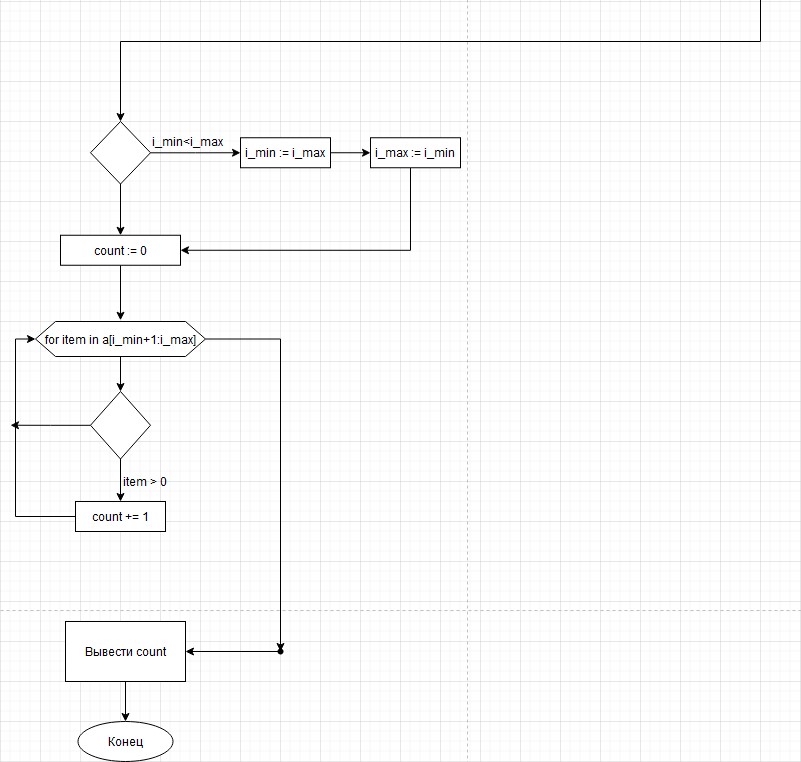 i_min<i_max
i_min := i_max
i_max := i_min
count := 0
for item in a[i_min+1:i_max]
item > 0
count += 1
Вывести count
Конец